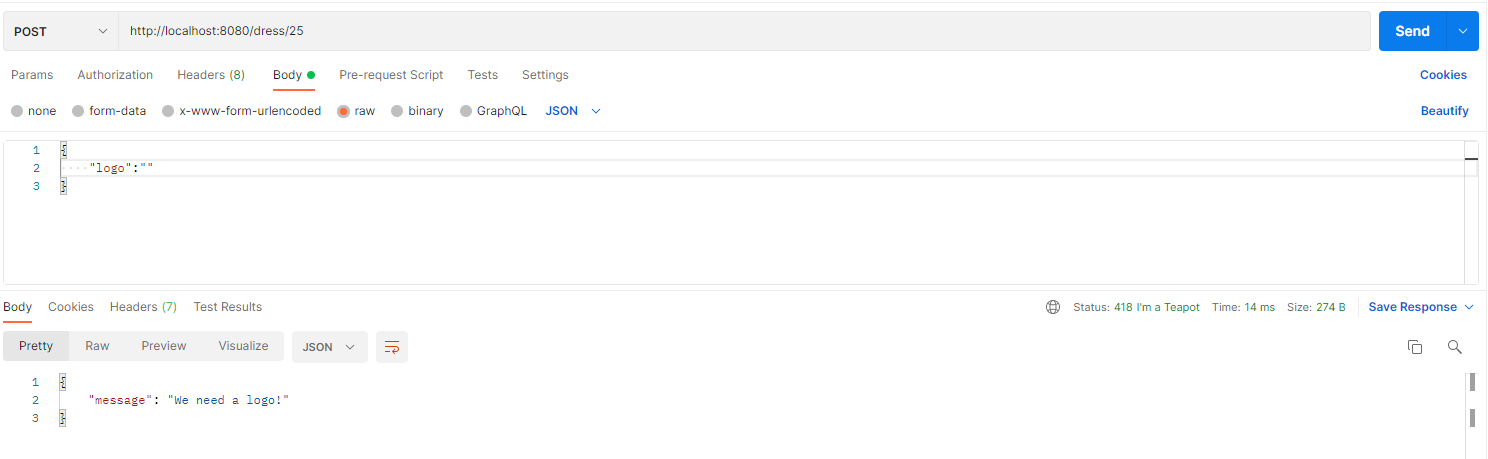 POST http://localhost:8080/dress/25 Send
Params Authorization Headers (8) Body Pre-request Script Tests Settings Cookies
none form-data x-www-form-urlencoded raw binary GraphQL JSON Beautify
1 {
2 "logo":""
3 }
Body Cookies Headers (7) Test Results Status: 418 I'm a Teapot Time: 14 ms Size: 274 B Save Response
Pretty Raw Preview Visualize JSON
1 {
2 "message": "We need a logo!"
3 }